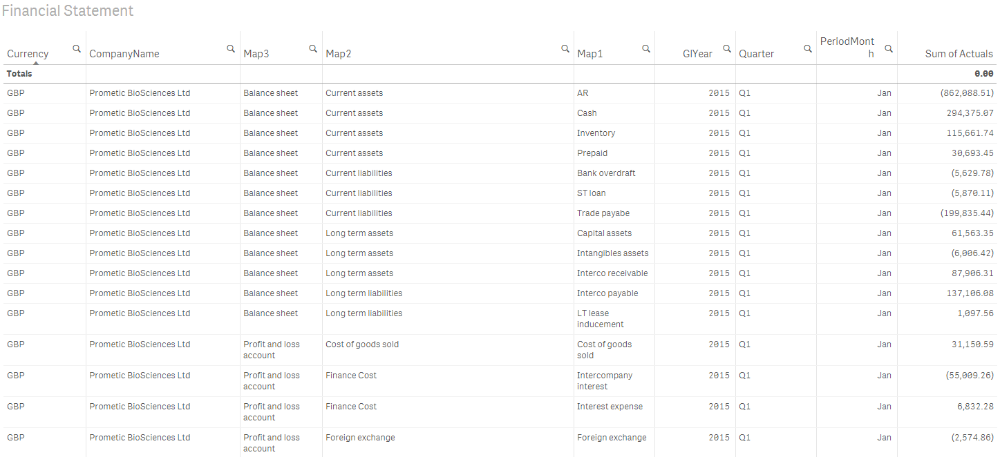 Financial Statement
Currency CompanyName Map3 Map2 Map1 GlYear Quarter PeriodMont
h Sum of Actuals
Totals 0.00
GBP Prometic BioSciences Ltd Balance sheet Current assets AR 2015 Q1 Jan (862,088.51)
GBP Prometic BioSciences Ltd Balance sheet Current assets Cash 2015 Q1 Jan 294,375.07
GBP Prometic BioSciences Ltd Balance sheet Current assets Inventory 2015 Q1 Jan 115,661.74
GBP Prometic BioSciences Ltd Balance sheet Current assets Prepaid 2015 Q1 Jan 30,693.45
GBP Prometic BioSciences Ltd Balance sheet Current liabilities Bank overdraft 2015 Q1 Jan (5,629.78)
GBP Prometic BioSciences Ltd Balance sheet Current liabilities ST loan 2015 Q1 Jan (5,870.11)
GBP Prometic BioSciences Ltd Balance sheet Current liabilities Trade payabe 2015 Q1 Jan (199,835.44)
GBP Prometic BioSciences Ltd Balance sheet Long term assets Capital assets 2015 Q1 Jan 61,563.35
GBP Prometic BioSciences Ltd Balance sheet Long term assets Intangibles assets 2015 Q1 Jan (6,006.42)
GBP Prometic BioSciences Ltd Balance sheet Long term assets Interco receivable 2015 Q1 Jan 87,906.31
GBP Prometic BioSciences Ltd Balance sheet Long term liabilities Interco payable 2015 Q1 Jan 137,106.08
GBP Prometic BioSciences Ltd Balance sheet Long term liabilities LT lease 2015 Q1 Jan 1,097.56
inducement
GBP Prometic BioSciences Ltd Profit and loss Cost of goods sold Cost of goods 2015 Q1 Jan 31,150.59
account sold
GBP Prometic BioSciences Ltd Profit and loss Finance Cost Intercompany 2015 Q1 Jan (55,009.26)
account interest
GBP Prometic BioSciences Ltd Profit and loss Finance Cost Interest expense 2015 Q1 Jan 6,832.28
account
GBP Prometic BioSciences Ltd Profit and loss Foreign exchange Foreign exchange 2015 Q1 Jan (2,574.86)
account